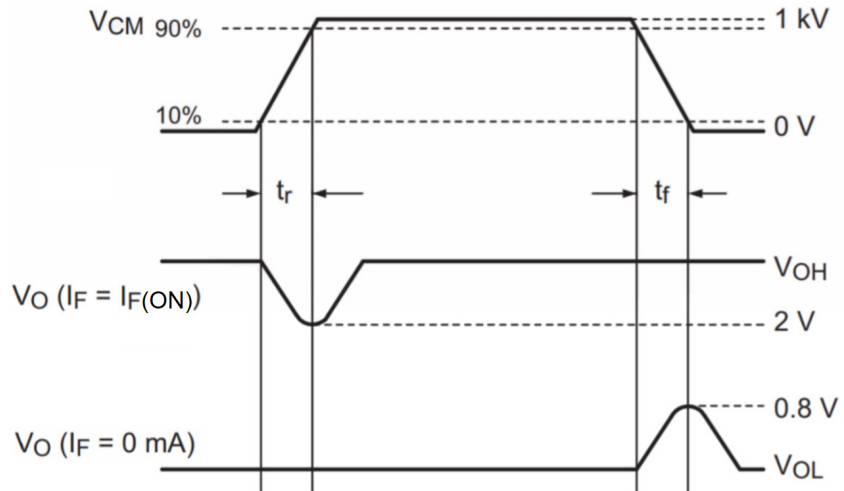 VCM 90%
1 kV
10%
0 V
tr
tf
VOH
VO (IF = IF(ON))
2 V
0.8 V
VO (IF = 0 mA)
VOL